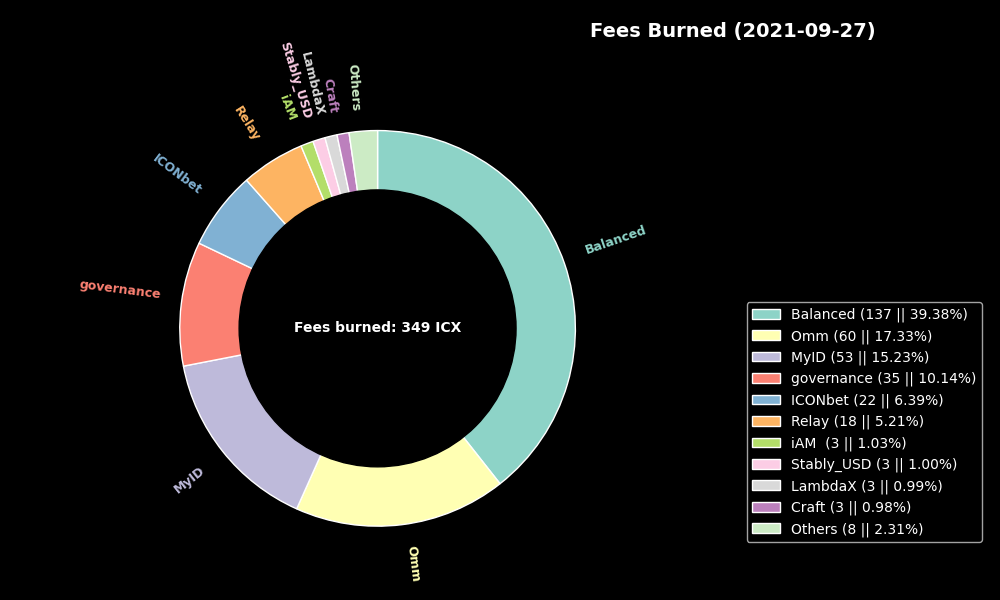 Fees Burned (2021-09-27)
Others
Craft
LambdaX
Stably_USD
iAM
Relay
ICONbet
governance
MyID
Omm
Balanced
Fees burned: 349 ICX
Balanced (137 || 39.38%)
Omm (60 || 17.33%)
MyID (53 || 15.23%)
governance (35 || 10.14%)
ICONbet (22 || 6.39%)
Relay (18 || 5.21%)
iAM  (3 || 1.03%)
Stably_USD (3 || 1.00%)
LambdaX (3 || 0.99%)
Craft (3 || 0.98%)
Others (8 || 2.31%)